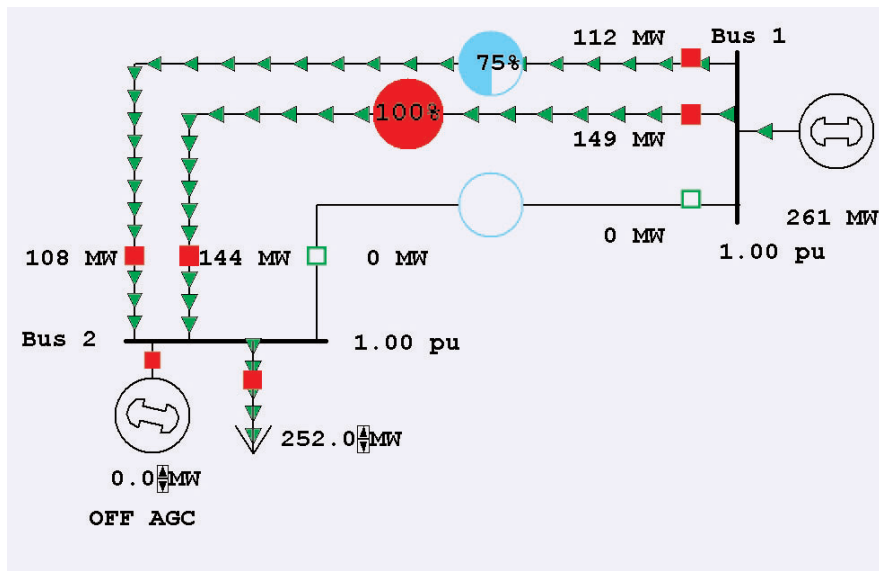 112 MW
Bus 1
75%
100%
149 MW
261 MW
0 MW
1.00 pu
108 MW
144 MW
0 MW
Bus 2
1.00 pu
252.0 MW
0.0 MW
OFF AGC